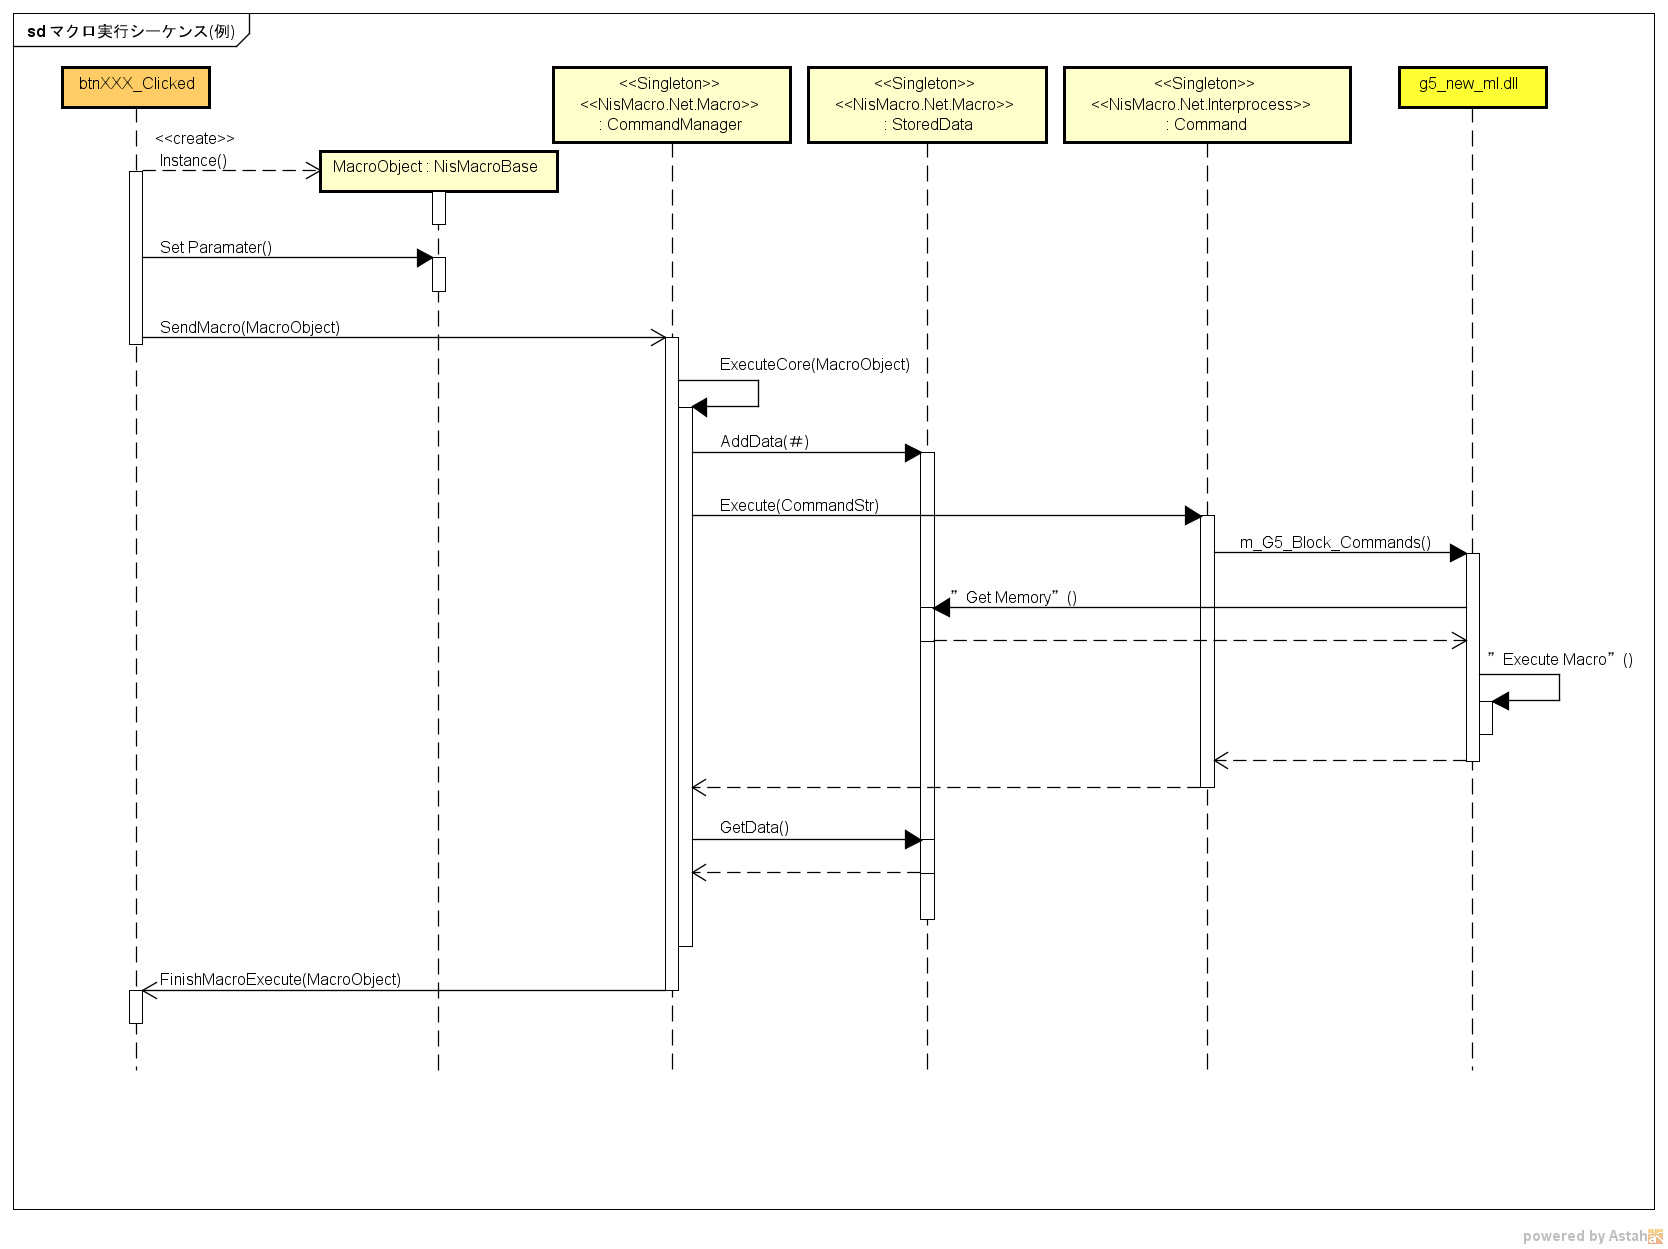 sd マクロ実行シーケンス(例)
btnXXX_Clicked
<<Singleton>>
<<NisMacro.Net.Macro>>
: CommandManager
<<Singleton>>
<<NisMacro.Net.Macro>>
: StoredData
<<Singleton>>
<<NisMacro.Net.Interprocess>>
: Command
g5_new_ml.dll
<<create>>
Instance()
MacroObject : NisMacroBase
Set Paramater()
SendMacro(MacroObject)
ExecuteCore(MacroObject)
AddData(＃)
Execute(CommandStr)
m_G5_Block_Commands()
”Get Memory”()
”Execute Macro”()
GetData()
FinishMacroExecute(MacroObject)
powered by Astah